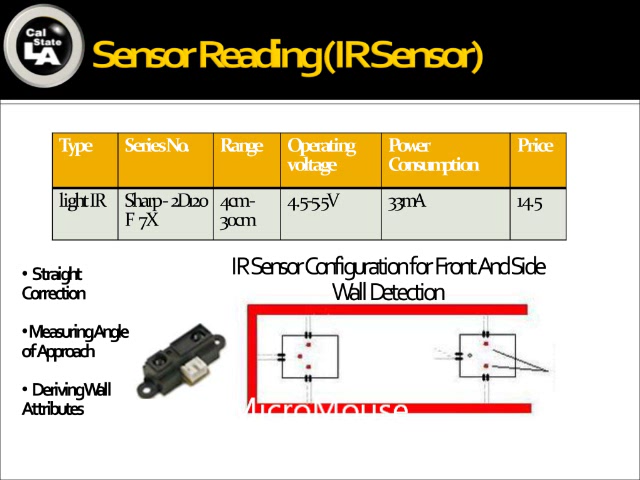 Cal
State
LA
Sensor Reading (IR Sensor)
Type Series No. Range Operating voltage Power Consumption Price
light IR Sharp - 2D120 F 7X 4cm-30cm 4.5-5.5V 33mA 14.5
• Straight
Correction
• Measuring Angle
of Approach
• Deriving Wall
Attributes
IR Sensor Configuration for Front And Side
Wall Detection
MicroMouse